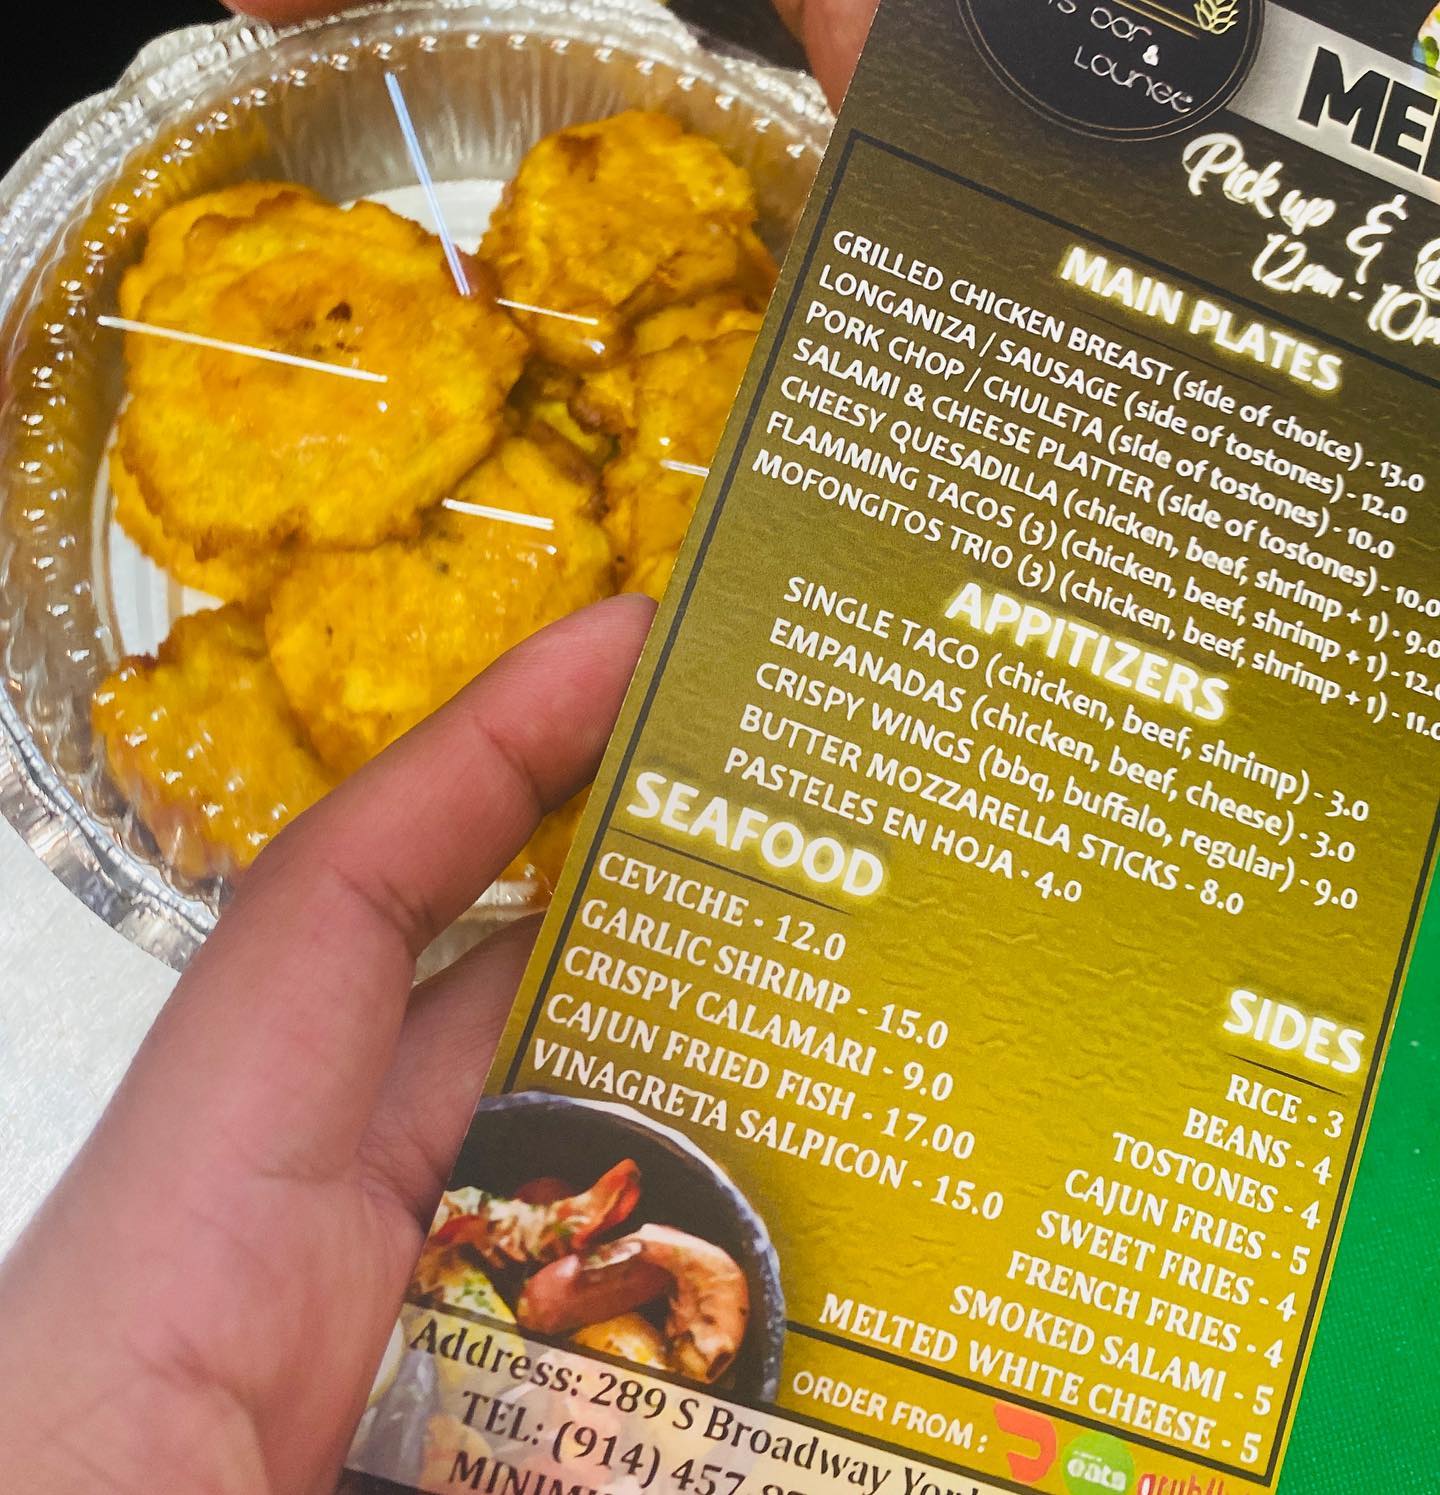 Bar &
Lounge
Pick up &
12pm - 10
MAIN PLATES
GRILLED CHICKEN BREAST (side of choice) - 13.0
LONGANIZA / SAUSAGE (side of tostones) - 12.0
PORK CHOP / CHULETA (side of tostones) - 10.0
SALAMI & CHEESE PLATTER (side of tostones) - 10.0
CHEESY QUESADILLA (chicken, beef, shrimp + 1) - 9.0
FLAMMING TACOS (3) (chicken, beef, shrimp + 1) - 12.0
MOFONGITOS TRIO (3) (chicken, beef, shrimp + 1) - 11.0
APPITIZERS
SINGLE TACO (chicken, beef, shrimp) - 3.0
EMPANADAS (chicken, beef, cheese) - 3.0
CRISPY WINGS (bbq, buffalo, regular) - 9.0
BUTTER MOZZARELLA STICKS - 8.0
PASTELES EN HOJA - 4.0
SEAFOOD
CEVICHE - 12.0
GARLIC SHRIMP - 15.0
CRISPY CALAMARI - 9.0
CAJUN FRIED FISH - 17.00
VINAGRETA SALPICON - 15.0
SIDES
RICE - 3
BEANS - 4
TOSTONES - 4
CAJUN FRIES - 5
SWEET FRIES - 4
FRENCH FRIES - 4
SMOKED SALAMI - 5
MELTED WHITE CHEESE - 5
ORDER FROM :
eats
Address: 289 S Broadway
TEL: (914) 457